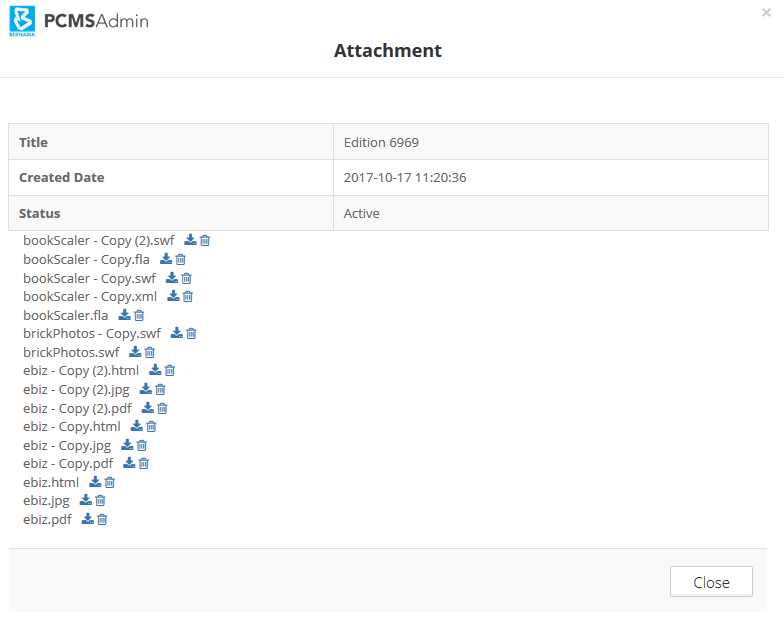 BERNAMA
PCMSAdmin
×
Attachment
Title Edition 6969
Created Date 2017-10-17 11:20:36
Status Active
bookScaler - Copy (2).swf
bookScaler - Copy.fla
bookScaler - Copy.swf
bookScaler - Copy.xml
bookScaler.fla
brickPhotos - Copy.swf
brickPhotos.swf
ebiz - Copy (2).html
ebiz - Copy (2).jpg
ebiz - Copy (2).pdf
ebiz - Copy.html
ebiz - Copy.jpg
ebiz - Copy.pdf
ebiz.html
ebiz.jpg
ebiz.pdf
Close